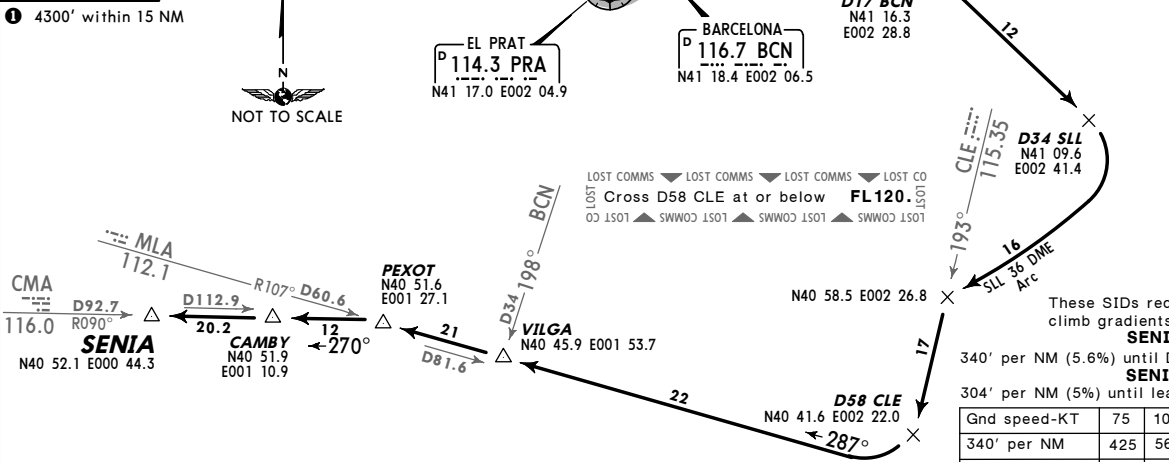 ❶ 4300' within 15 NM
EL PRAT
D 114.3 PRA
N41 17.0 E002 04.9
BARCELONA
D 116.7 BCN
N41 18.4 E002 06.5
D17 BCN
N41 16.3
E002 28.8
12
N
NOT TO SCALE
D34 SLL
N41 09.6
E002 41.4
CLE
115.35
193°
LOST COMMS LOST COMMS LOST COMMS LOST CO
LOST Cross D58 CLE at or below FL120. LOST
LOST COMMS LOST COMMS LOST COMMS LOST CO
16
SLL 36 DME
Arc
N40 58.5 E002 26.8
17
BCN
198°
D34
MLA
112.1
R107° D60.6
CMA
116.0
D92.7
R090°
SENIA
N40 52.1 E000 44.3
D112.9
20.2
CAMBY
N40 51.9
E001 10.9
12
270°
PEXOT
N40 51.6
E001 27.1
21
D81.6
VILGA
N40 45.9 E001 53.7
22
D58 CLE
N40 41.6 E002 22.0
287°
These SIDs
climb gradients
SENI
340' per NM (5.6%) until
SENI
304' per NM (5%) until
Gnd speed-KT 75
340' per NM 425